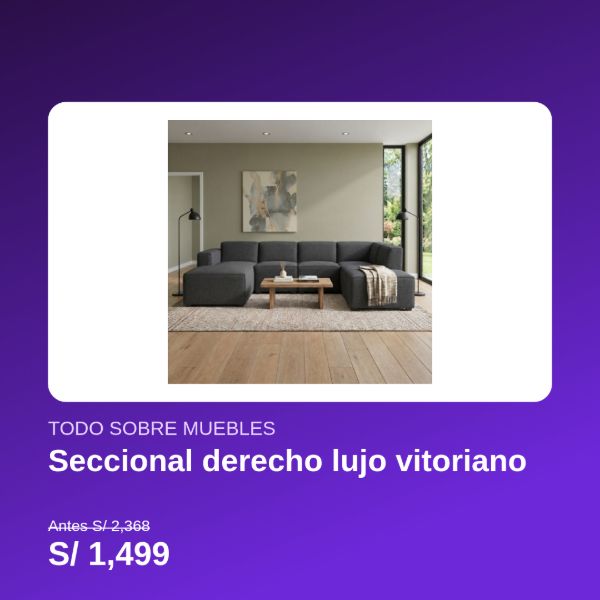 TODO SOBRE MUEBLES
Seccional derecho lujo vitoriano
Antes S/ 2,368
S/ 1,499